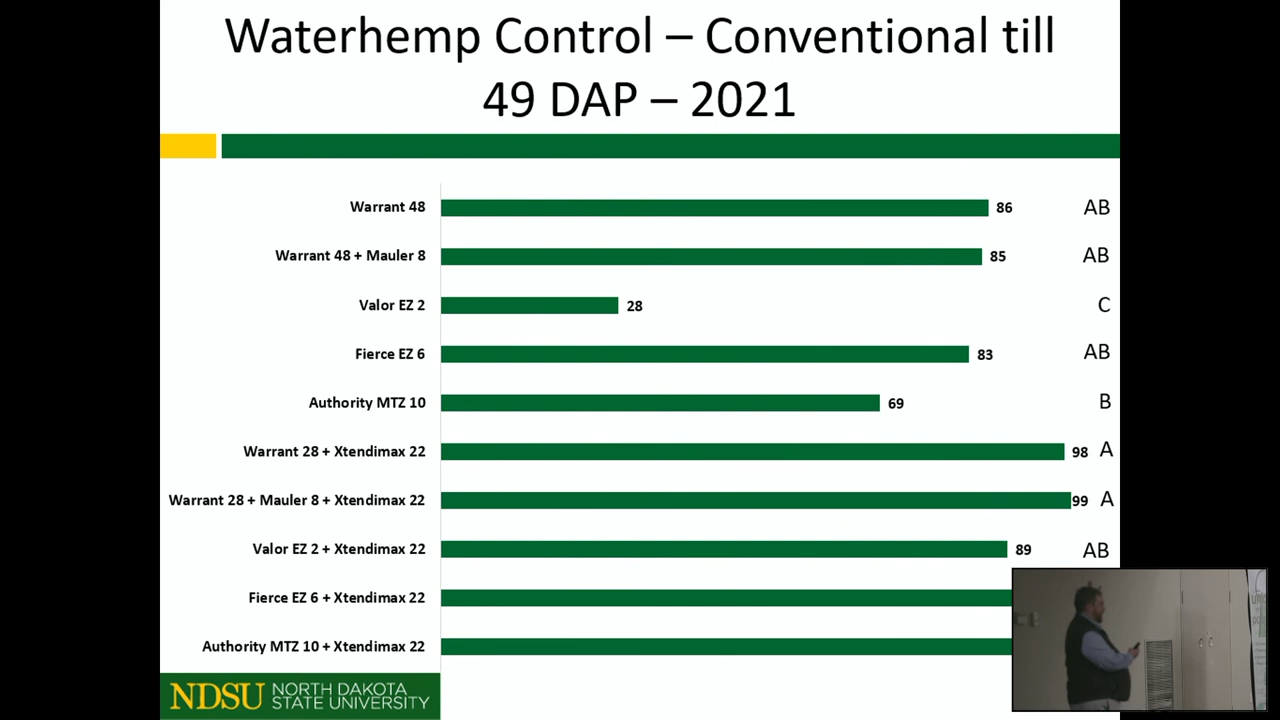 Waterhemp Control – Conventional till
49 DAP – 2021
Warrant 48 86 AB
Warrant 48 + Mauler 8 85 AB
Valor EZ 2 28 C
Fierce EZ 6 83 AB
Authority MTZ 10 69 B
Warrant 28 + Xtendimax 22 98 A
Warrant 28 + Mauler 8 + Xtendimax 22 99 A
Valor EZ 2 + Xtendimax 22 89 AB
Fierce EZ 6 + Xtendimax 22
Authority MTZ 10 + Xtendimax 22
NDSU NORTH DAKOTA
STATE UNIVERSITY